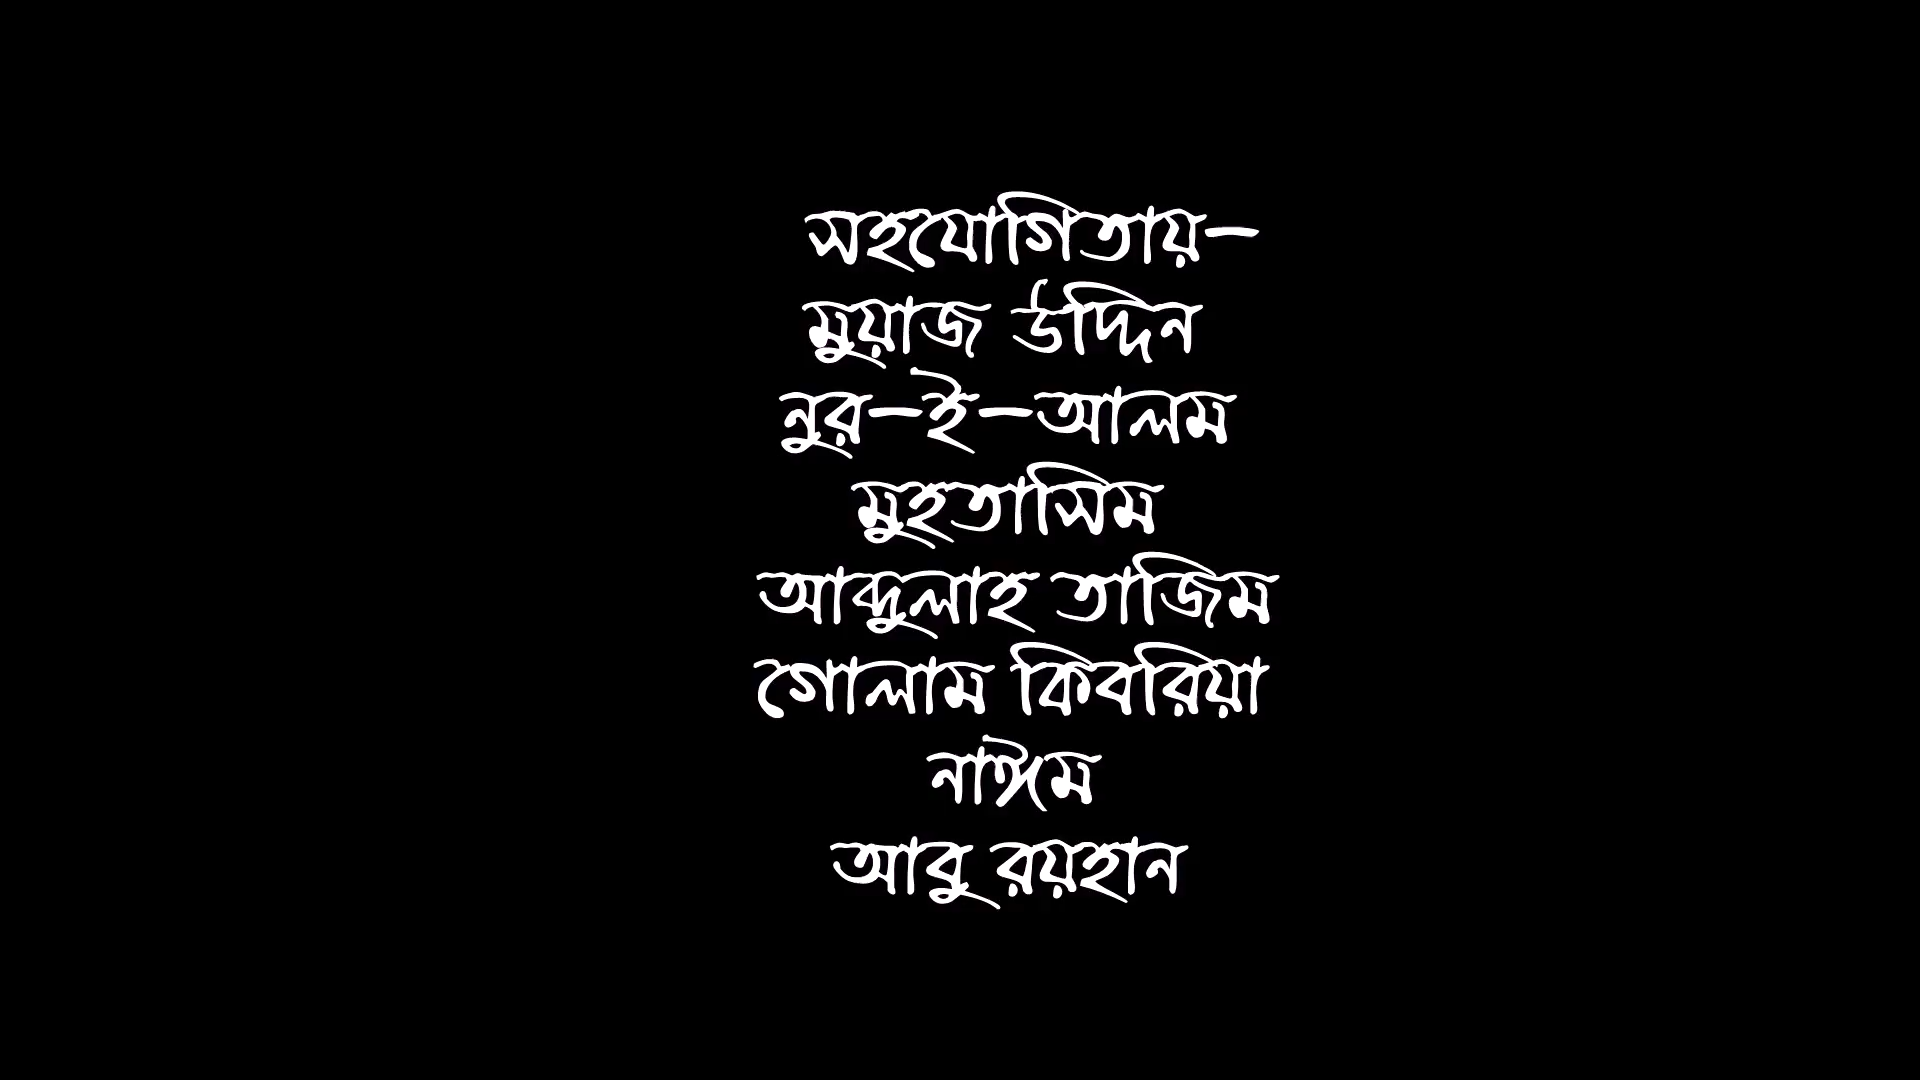 সহযোগিতায়-
মুয়াজ উদ্দিন
নুর-ই-আলম
মুহতাসিম
আব্দুলাহ তাজিম
গোলাম কিবরিয়া
নাঈম
আবু রয়হান